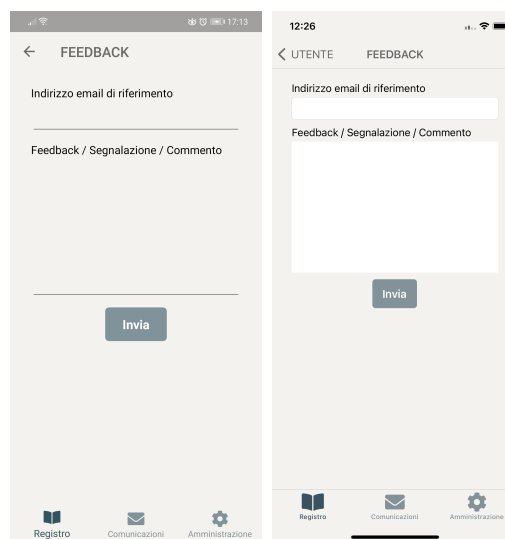 17:13
FEEDBACK
Indirizzo email di riferimento
Feedback / Segnalazione / Commento
Invia
Registro
Comunicazioni
Amministrazione
12:26
UTENTE
FEEDBACK
Indirizzo email di riferimento
Feedback / Segnalazione / Commento
Invia
Registro
Comunicazioni
Amministrazione